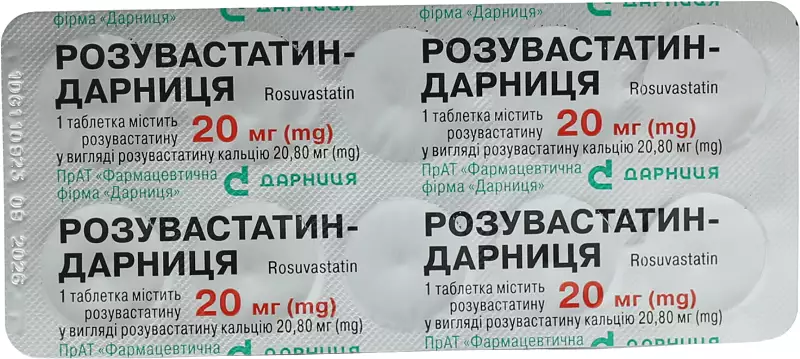 фірма «Дарниця» ДАРНИЦЯ
РОЗУВАСТАТИН-
ДАРНИЦЯ
Rosuvastatin
1 таблетка містить
розувастатину 20 мг (mg)
у вигляді розувастатину кальцію 20,80 мг (mg)
ПрАТ «Фармацевтична
фірма "Дарниця» ДАРНИЦЯ
фірма «Дарниця» ДАРНИЦЯ
РОЗУВАСТАТИН-
ДАРНИЦЯ
Rosuvastatin
1 таблетка містить
розувастатину 20 мг (mg)
у вигляді розувастатину кальцію 20,80 мг (mg)
ПрАТ «Фармацевтична
фірма "Дарниця» ДАРНИЦЯ
РОЗУВАСТАТИН-
ДАРНИЦЯ
Rosuvastatin
1 таблетка містить
розувастатину 20 мг (mg)
у вигляді розувастатину кальцію 20,80 мг (mg)
ПрАТ «Фармацевтична ДАРНИЦЯ
РОЗУВАСТАТИН-
ДАРНИЦЯ
Rosuvastatin
1 таблетка містить
розувастатину 20 мг (mg)
у вигляді розувастатину кальцію 20,80 мг (mg)
ПрАТ «Фармацевтична ДАРНИЦЯ